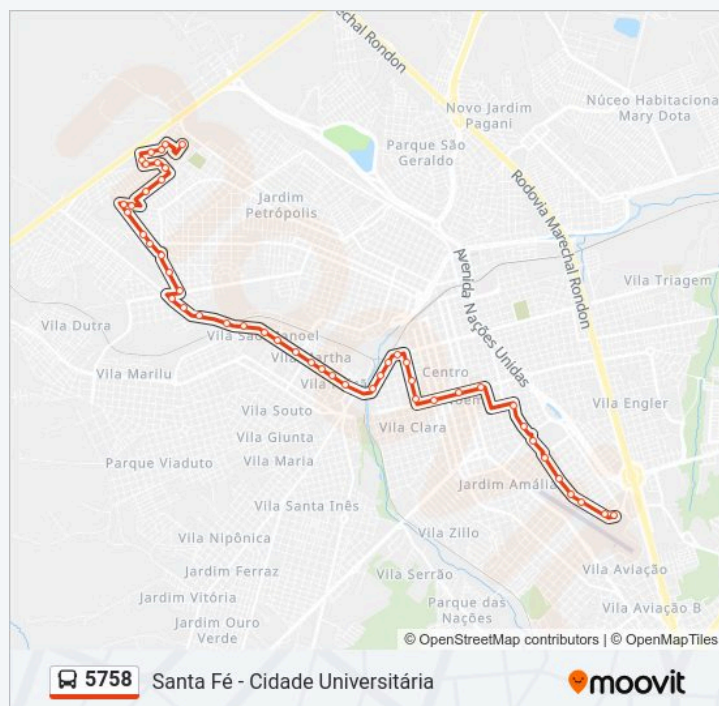 chal Rondon
Novo Jardim
Pagani
Núceo Habitaciona
Mary Dota
Parque São
Geraldo
Jardim
Petrópolis
Rodovia Marechal Rondon
Avenida Nações Unidas
Vila Triagem
Vila Dutra
Vila São Manoel
Vila Martha
Vila Marilu
Centro
Vila Souto
Vila Engler
Vila Giunta
Vila Clara
Vila Maria
Parque Viaduto
Jardim Amália
Vila Santa Inês
Vila Zillo
Vila Nipônica
Vila Serrão
Vila Aviação
Jardim Ferraz
Jardim Vitória
Parque das
Nações
Vila Aviação B
Jardim Ouro
Verde
© OpenStreetMap contributors | © OpenMapTiles
5758 Santa Fé - Cidade Universitária
moovit